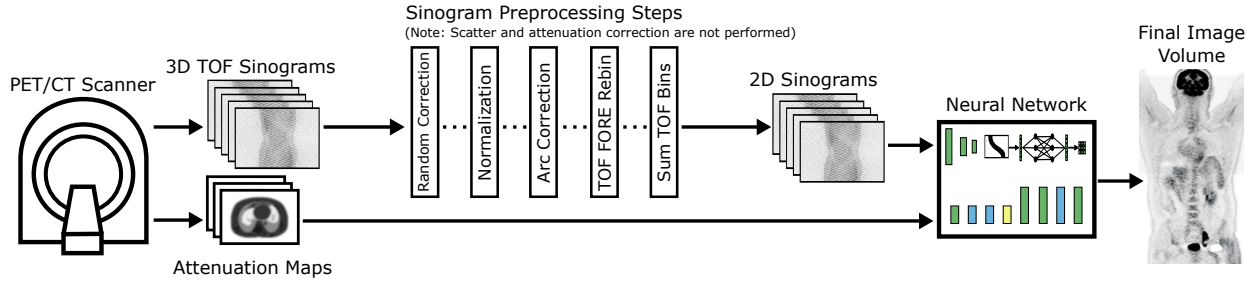 Sinogram Preprocessing Steps
(Note: Scatter and attenuation correction are not performed)
Final Image
Volume
PET/CT Scanner
3D TOF Sinograms
Random Correction
Normalization
Arc Correction
TOF FORE Rebin
Sum TOF Bins
2D Sinograms
Neural Network
Attenuation Maps